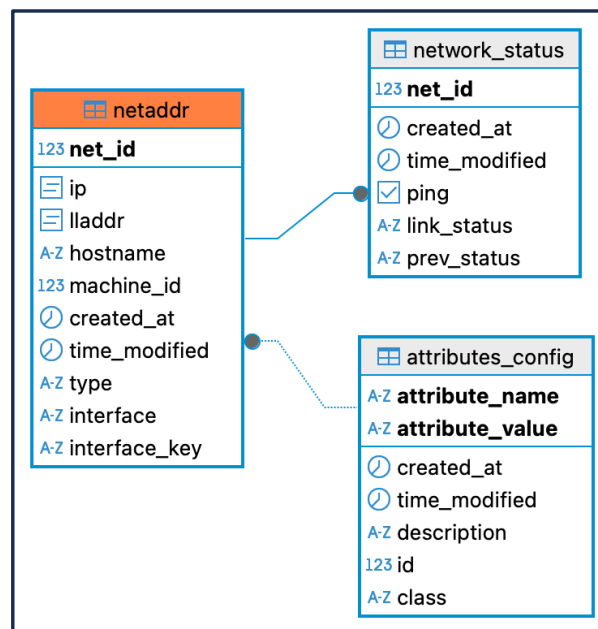 netaddr
123 net_id
ip
lladdr
A-Z hostname
123 machine_id
created_at
time_modified
A-Z type
A-Z interface
A-Z interface_key
network_status
123 net_id
created_at
time_modified
ping
A-Z link_status
A-Z prev_status
attributes_config
A-Z attribute_name
A-Z attribute_value
created_at
time_modified
A-Z description
123 id
A-Z class